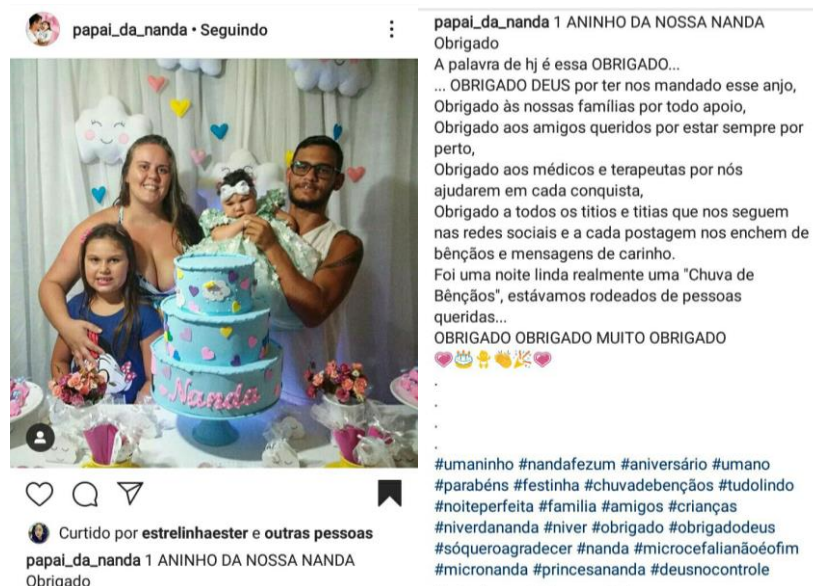 papai_da_nanda • Seguindo
Nanda
Curtido por estrelinhaester e outras pessoas
papai_da_nanda 1 ANINHO DA NOSSA NANDA
Obrigado
papai_da_nanda 1 ANINHO DA NOSSA NANDA
Obrigado
A palavra de hj é essa OBRIGADO...
... OBRIGADO DEUS por ter nos mandado esse anjo,
Obrigado às nossas famílias por todo apoio,
Obrigado aos amigos queridos por estar sempre por
perto,
Obrigado aos médicos e terapeutas por nós
ajudarem em cada conquista,
Obrigado a todos os titios e titias que nos seguem
nas redes sociais e a cada postagem nos enchem de
bênçãos e mensagens de carinho.
Foi uma noite linda realmente uma "Chuva de
Bênçãos", estávamos rodeados de pessoas
queridas...
OBRIGADO OBRIGADO MUITO OBRIGADO
💗🎂👶👏🎉💗
.
.
.
.
#umaninho #nandafezum #aniversário #umano
#parabéns #festinha #chuvadebençãos #tudolindo
#noiteperfeita #familia #amigos #crianças
#niverdananda #niver #obrigado #obrigadodeus
#sóqueroagradecer #nanda #microcefalianãoéofim
#micronanda #princesananda #deusnocontrole